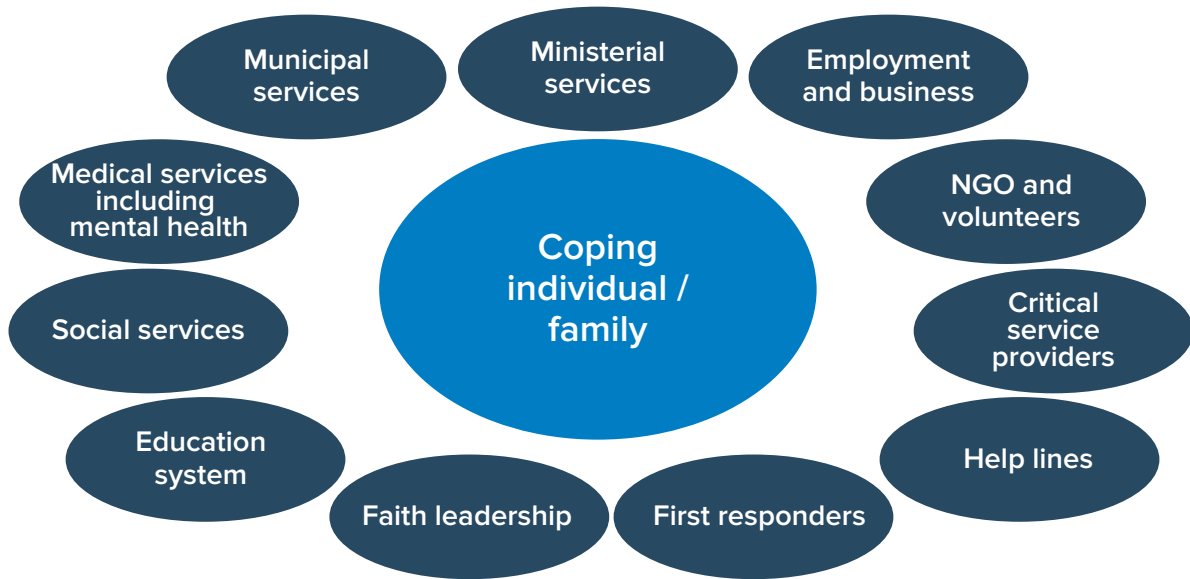 Municipal
services
Ministerial
services
Employment
and business
Medical services
including
mental health
NGO and
volunteers
Coping
individual /
family
Social services
Critical
service
providers
Education
system
Help lines
Faith leadership
First responders